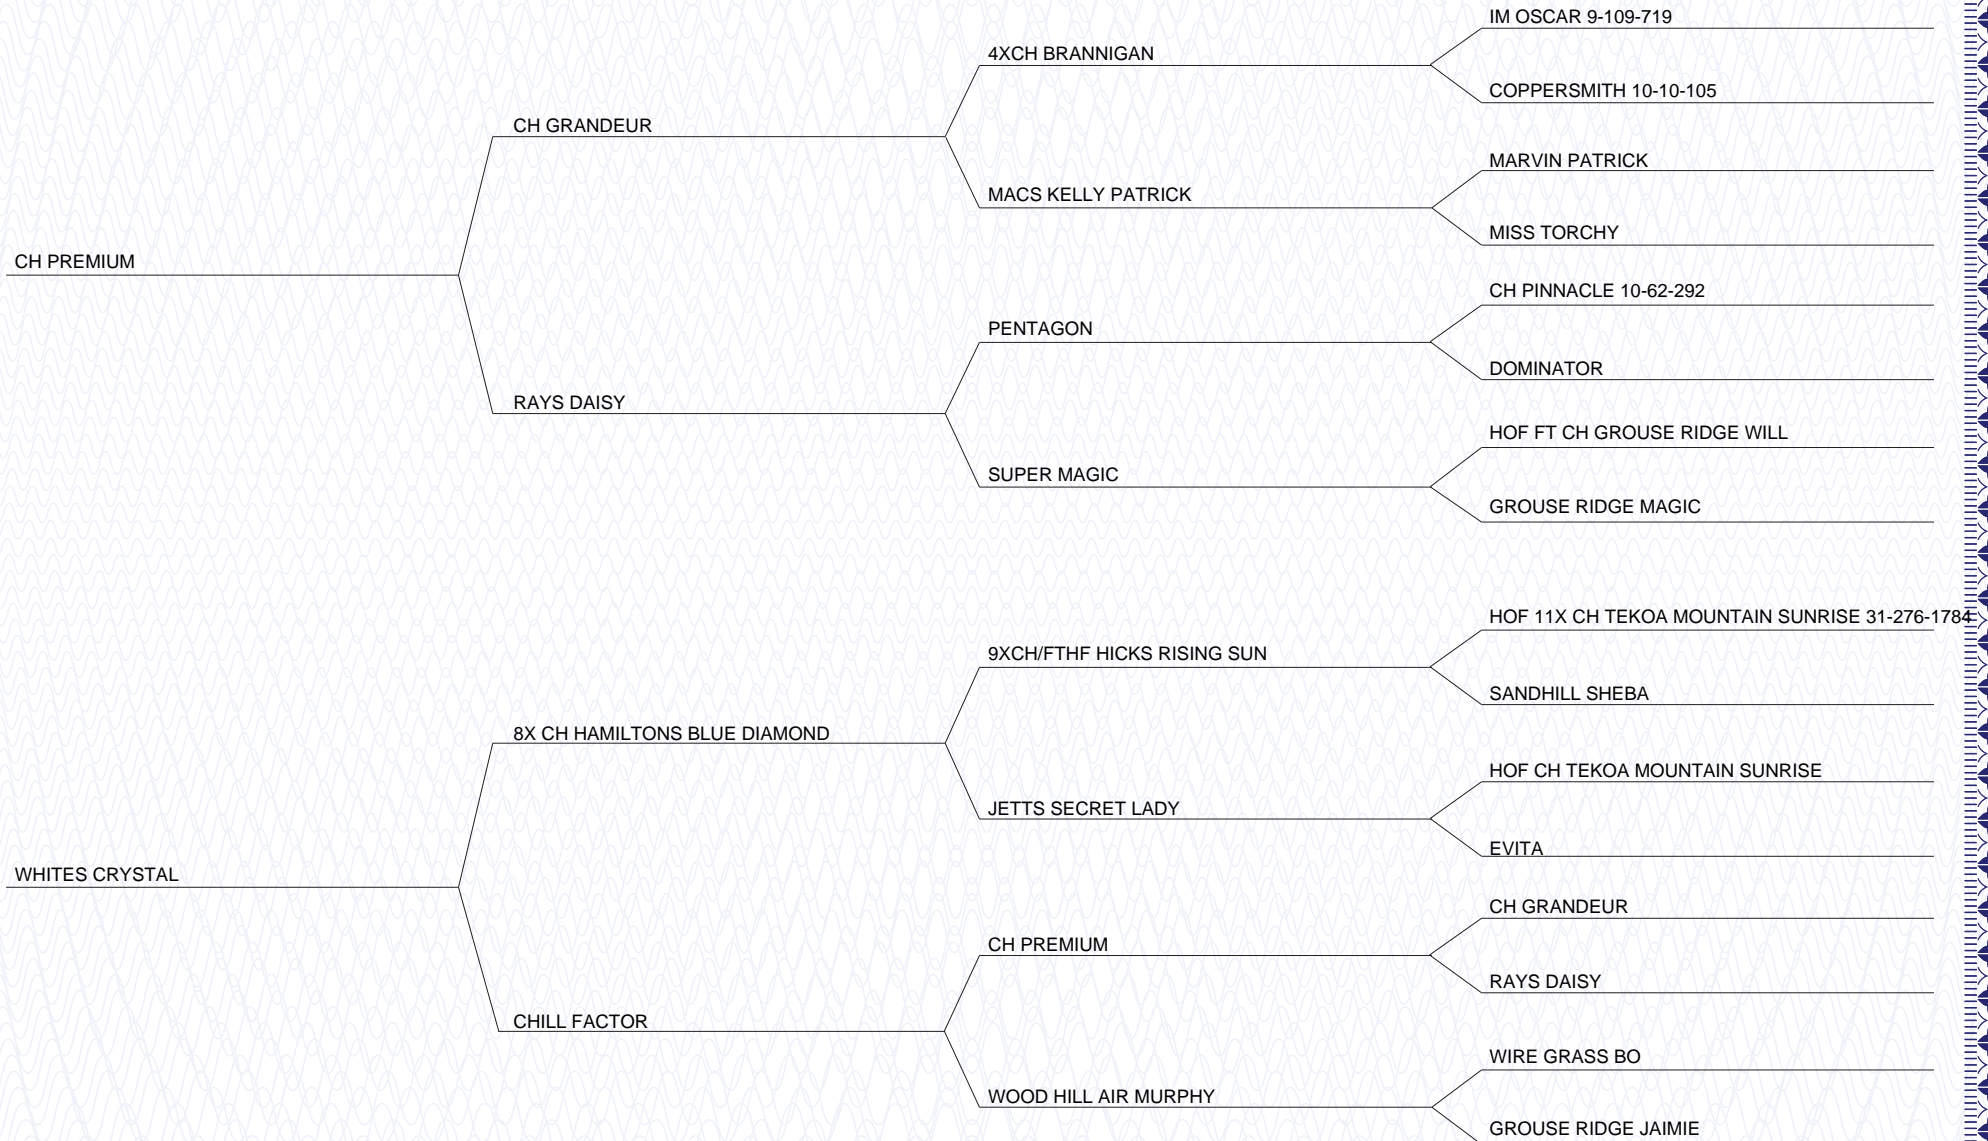 IM OSCAR 9-109-719
4XCH BRANNIGAN
COPPERSMITH 10-10-105
CH GRANDEUR
MARVIN PATRICK
MACS KELLY PATRICK
MISS TORCHY
CH PREMIUM
CH PINNACLE 10-62-292
PENTAGON
DOMINATOR
RAYS DAISY
HOF FT CH GROUSE RIDGE WILL
SUPER MAGIC
GROUSE RIDGE MAGIC
HOF 11X CH TEKOA MOUNTAIN SUNRISE 31-276-1784
9XCH/FTHF HICKS RISING SUN
SANDHILL SHEBA
8X CH HAMILTONS BLUE DIAMOND
HOF CH TEKOA MOUNTAIN SUNRISE
JETTS SECRET LADY
EVITA
WHITES CRYSTAL
CH GRANDEUR
CH PREMIUM
RAYS DAISY
CHILL FACTOR
WIRE GRASS BO
WOOD HILL AIR MURPHY
GROUSE RIDGE JAIMIE